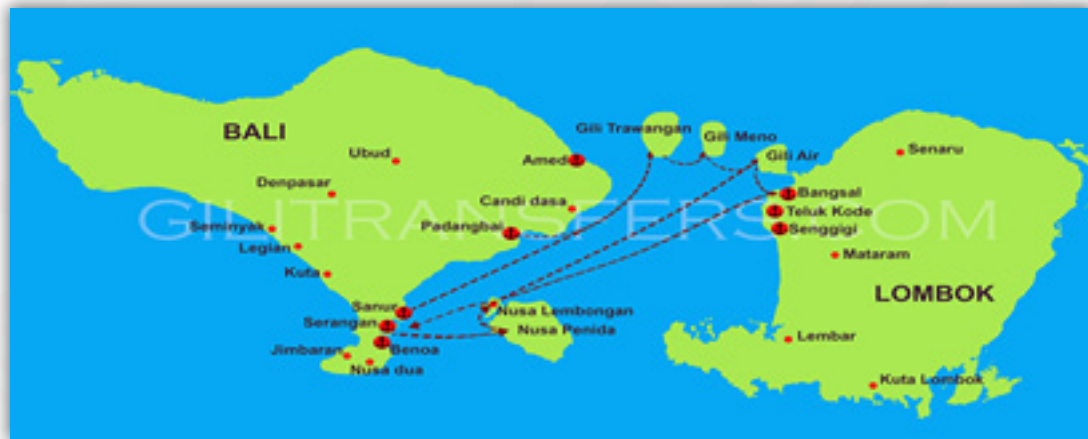 BALI
Gili Trawangan
Gili Meno
Gili Air
Senaru
Ubud
Amed
Denpasar
Bangsal
Candi dasa
Teluk Kode
GILITRANSFERS.COM
Seminyak
Padangbai
Senggigi
Legian
Mataram
Kuta
LOMBOK
Sanur
Nusa Lembongan
Serangan
Nusa Penida
Lembar
Benoa
Jimbaran
Nusa dua
Kuta Lombok